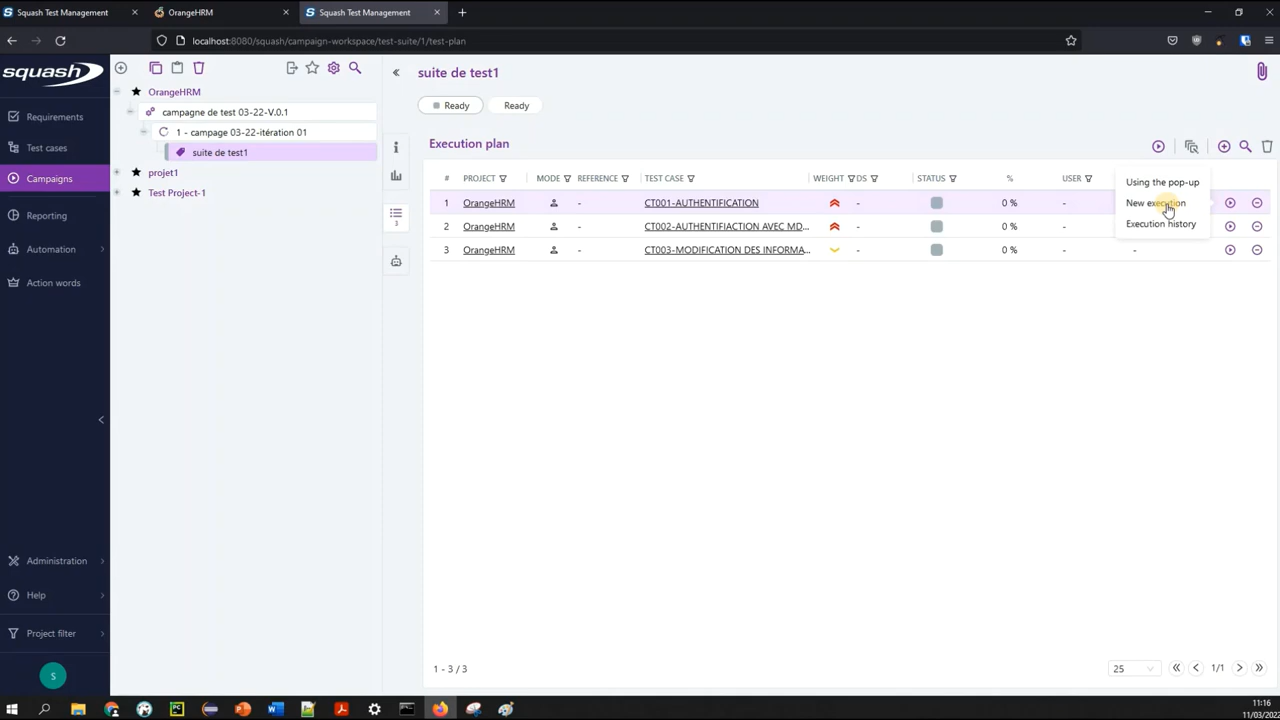 Squash Test Management
OrangeHRM
Squash Test Management
localhost:8080/squash/campaign-workspace/test-suite/1/test-plan
squash
Requirements
Test cases
Campaigns
Reporting
Automation
Action words
Administration
Help
Project filter
S
OrangeHRM
campagne de test 03-22-V.0.1
1 - campage 03-22-itération 01
suite de test1
projet1
Test Project-1
suite de test1
Ready
Ready
Execution plan
3
# PROJECT MODE REFERENCE TEST CASE WEIGHT DS STATUS % USER
1 OrangeHRM - CT001-AUTHENTIFICATION - 0 % -
2 OrangeHRM - CT002-AUTHENTIFIACTION AVEC MD... - 0 % -
3 OrangeHRM - CT003-MODIFICATION DES INFORMA... - 0 % - -
Using the pop-up
New execution
Execution history
1 - 3 / 3
25
1/1
11:16
11/03/2022